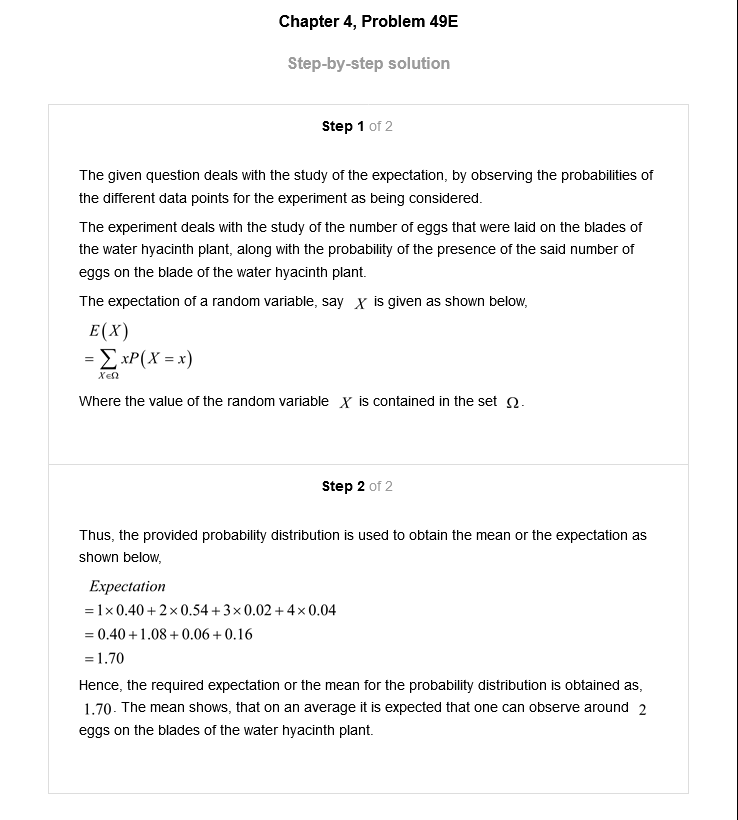 Chapter 4, Problem 49E
Step-by-step solution
Step 1 of 2
The given question deals with the study of the expectation, by observing the probabilities of
the different data points for the experiment as being considered.
The experiment deals with the study of the number of eggs that were laid on the blades of
the water hyacinth plant, along with the probability of the presence of the said number of
eggs on the blade of the water hyacinth plant.
The expectation of a random variable, say X is given as shown below,
E(X)
= ∑ xP(X = x)
X∈Ω
Where the value of the random variable X is contained in the set Ω.
Step 2 of 2
Thus, the provided probability distribution is used to obtain the mean or the expectation as
shown below,
Expectation
= 1×0.40 + 2×0.54 + 3×0.02 + 4×0.04
= 0.40 + 1.08 + 0.06 + 0.16
= 1.70
Hence, the required expectation or the mean for the probability distribution is obtained as,
1.70. The mean shows, that on an average it is expected that one can observe around 2
eggs on the blades of the water hyacinth plant.